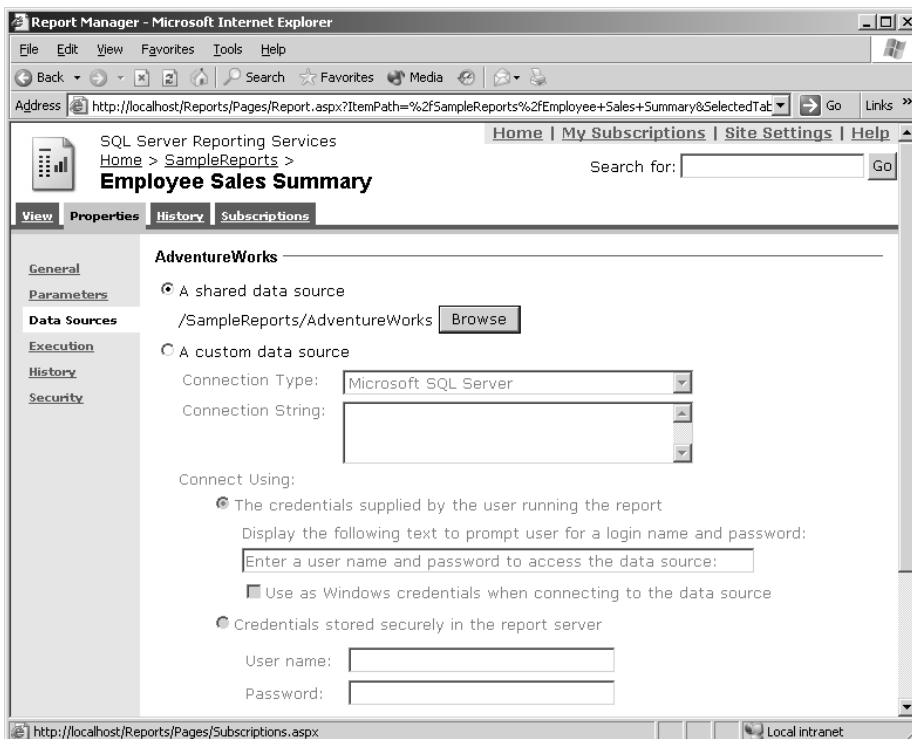 Report Manager - Microsoft Internet Explorer
File Edit View Favorites Tools Help
Back Search Favorites Media
Address http://localhost/Reports/Pages/Report.aspx?ItemPath=%2fSampleReports%2fEmployee+Sales+Summary&SelectedTab Go Links »
Home | My Subscriptions | Site Settings | Help
SQL Server Reporting Services
Home > SampleReports >
Employee Sales Summary
Search for: Go
View Properties History Subscriptions
General
Parameters
Data Sources
Execution
History
Security
AdventureWorks
A shared data source
/SampleReports/AdventureWorks Browse
A custom data source
Connection Type: Microsoft SQL Server
Connection String:
Connect Using:
The credentials supplied by the user running the report
Display the following text to prompt user for a login name and password:
Enter a user name and password to access the data source:
Use as Windows credentials when connecting to the data source
Credentials stored securely in the report server
User name:
Password:
http://localhost/Reports/Pages/Subscriptions.aspx Local intranet